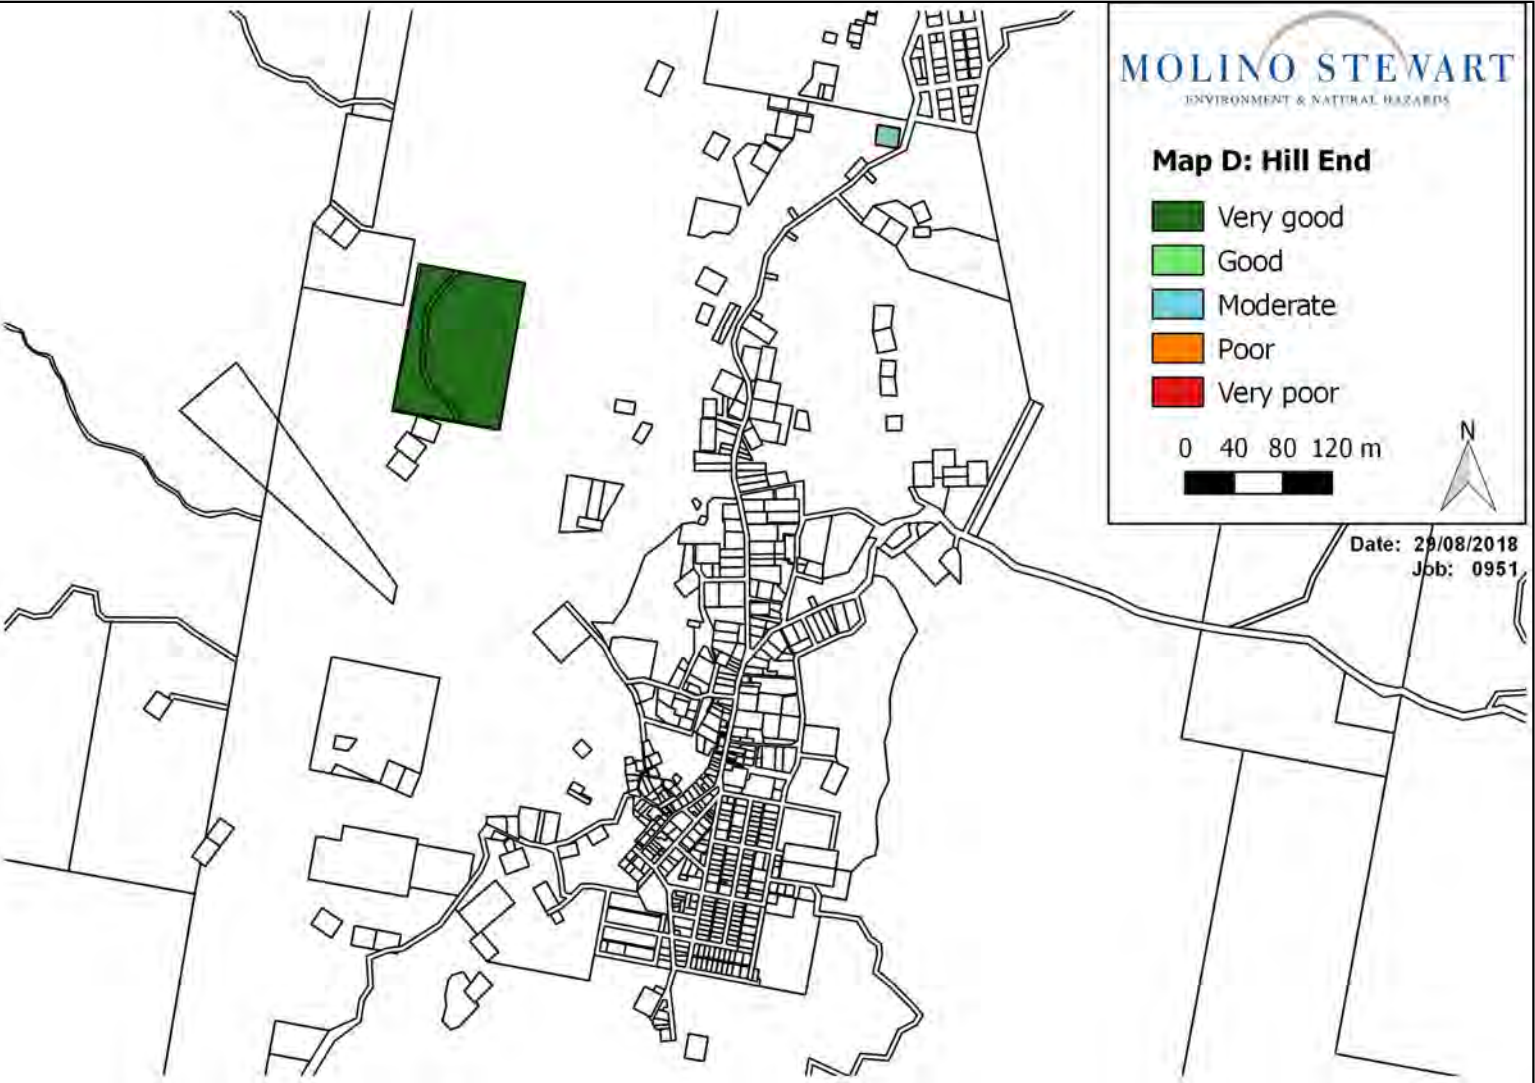 MOLINO STEWART
ENVIRONMENT & NATURAL HAZARDS
Map D: Hill End
Very good
Good
Moderate
Poor
Very poor
0 40 80 120 m
N
Date: 29/08/2018
Job: 0951